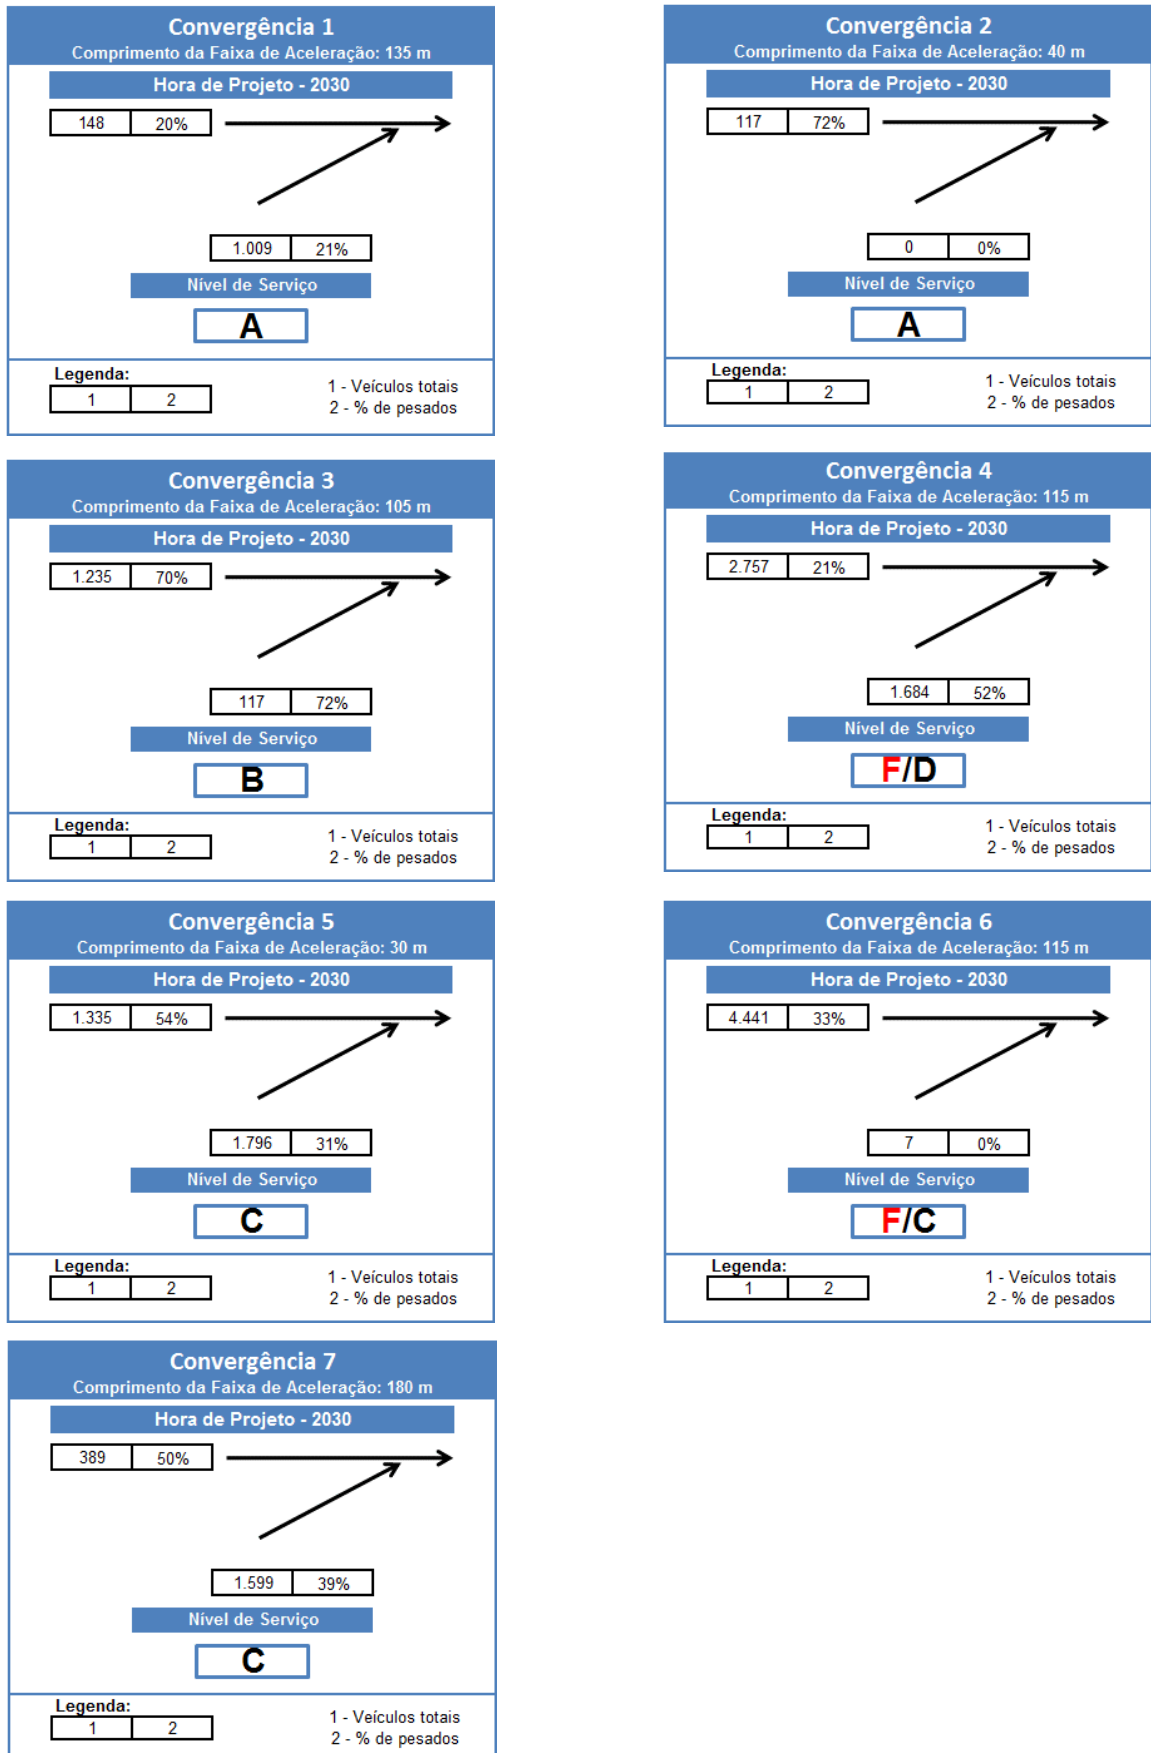 Convergência 1
Comprimento da Faixa de Aceleração: 135 m
Hora de Projeto - 2030
148 20%
1.009 21%
Nível de Serviço
A
Legenda:
1 2
1 - Veículos totais
2 - % de pesados
Convergência 2
Comprimento da Faixa de Aceleração: 40 m
Hora de Projeto - 2030
117 72%
0 0%
Nível de Serviço
A
Legenda:
1 2
1 - Veículos totais
2 - % de pesados
Convergência 3
Comprimento da Faixa de Aceleração: 105 m
Hora de Projeto - 2030
1.235 70%
117 72%
Nível de Serviço
B
Legenda:
1 2
1 - Veículos totais
2 - % de pesados
Convergência 4
Comprimento da Faixa de Aceleração: 115 m
Hora de Projeto - 2030
2.757 21%
1.684 52%
Nível de Serviço
F/D
Legenda:
1 2
1 - Veículos totais
2 - % de pesados
Convergência 5
Comprimento da Faixa de Aceleração: 30 m
Hora de Projeto - 2030
1.335 54%
1.796 31%
Nível de Serviço
C
Legenda:
1 2
1 - Veículos totais
2 - % de pesados
Convergência 6
Comprimento da Faixa de Aceleração: 115 m
Hora de Projeto - 2030
4.441 33%
7 0%
Nível de Serviço
F/C
Legenda:
1 2
1 - Veículos totais
2 - % de pesados
Convergência 7
Comprimento da Faixa de Aceleração: 180 m
Hora de Projeto - 2030
389 50%
1.599 39%
Nível de Serviço
C
Legenda:
1 2
1 - Veículos totais
2 - % de pesados